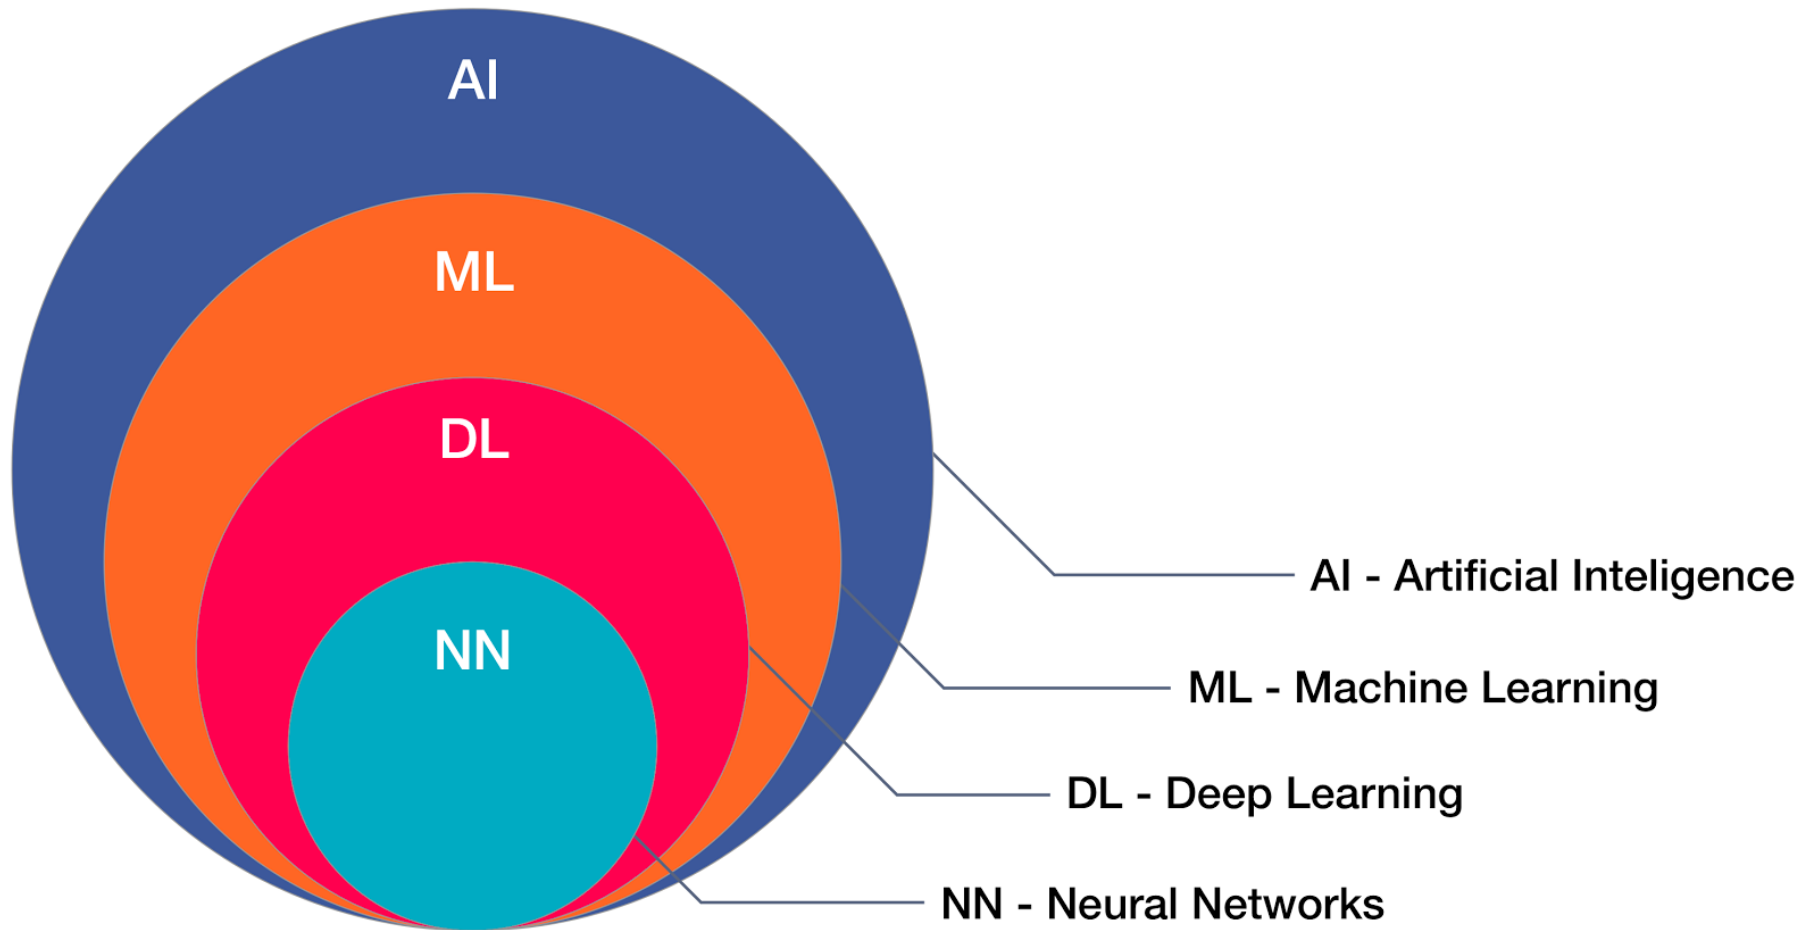 AI
ML
DL
NN
AI - Artificial Inteligence
ML - Machine Learning
DL - Deep Learning
NN - Neural Networks